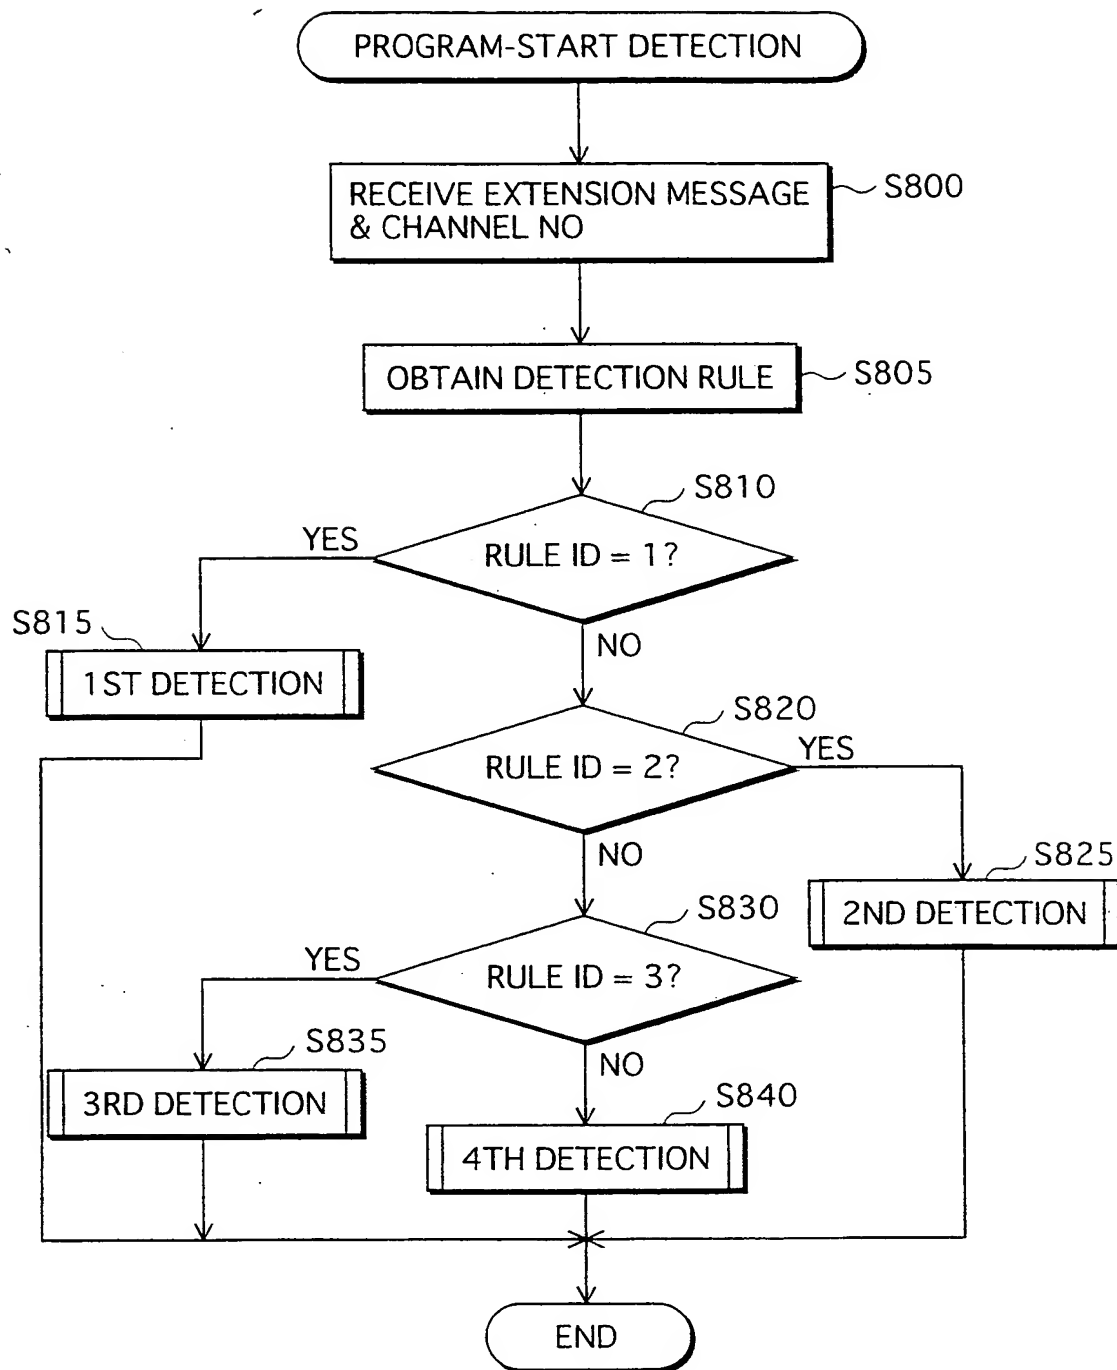 PROGRAM-START DETECTION
RECEIVE EXTENSION MESSAGE
& CHANNEL NO
S800
OBTAIN DETECTION RULE
S805
S810
YES
RULE ID = 1?
NO
S815
1ST DETECTION
S820
RULE ID = 2?
YES
NO
S825
2ND DETECTION
S830
YES
RULE ID = 3?
NO
S835
3RD DETECTION
S840
4TH DETECTION
END